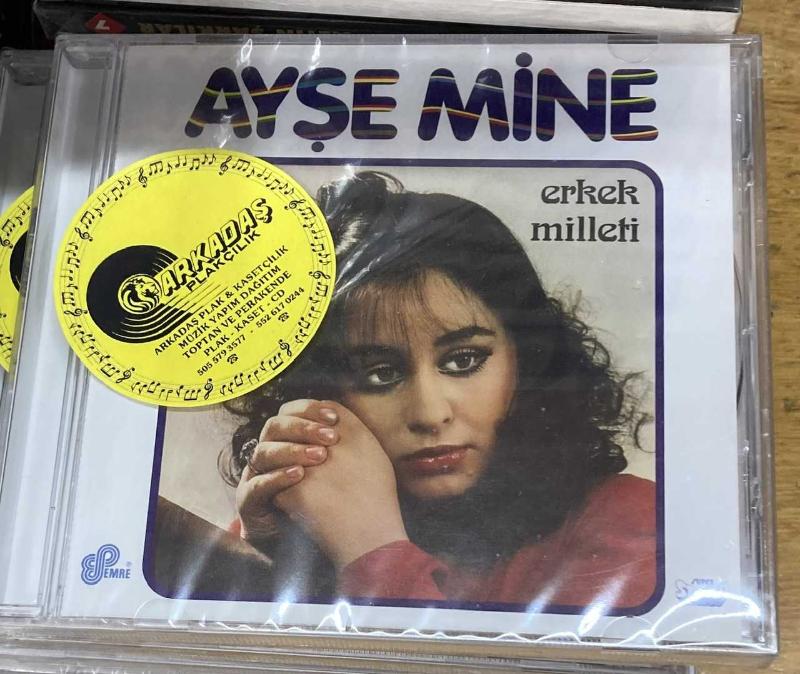 AYŞE MİNE
erkek
milleti
ARKADAŞ
PLAKÇILIK
ARKADAŞ PLAK & KASETÇİLİK
MÜZİK YAPIM DAĞITIM
TOPTAN VE PERAKENDE
PLAK - KASET - CD
505 579 3577 - 552 617 0244
EMRE